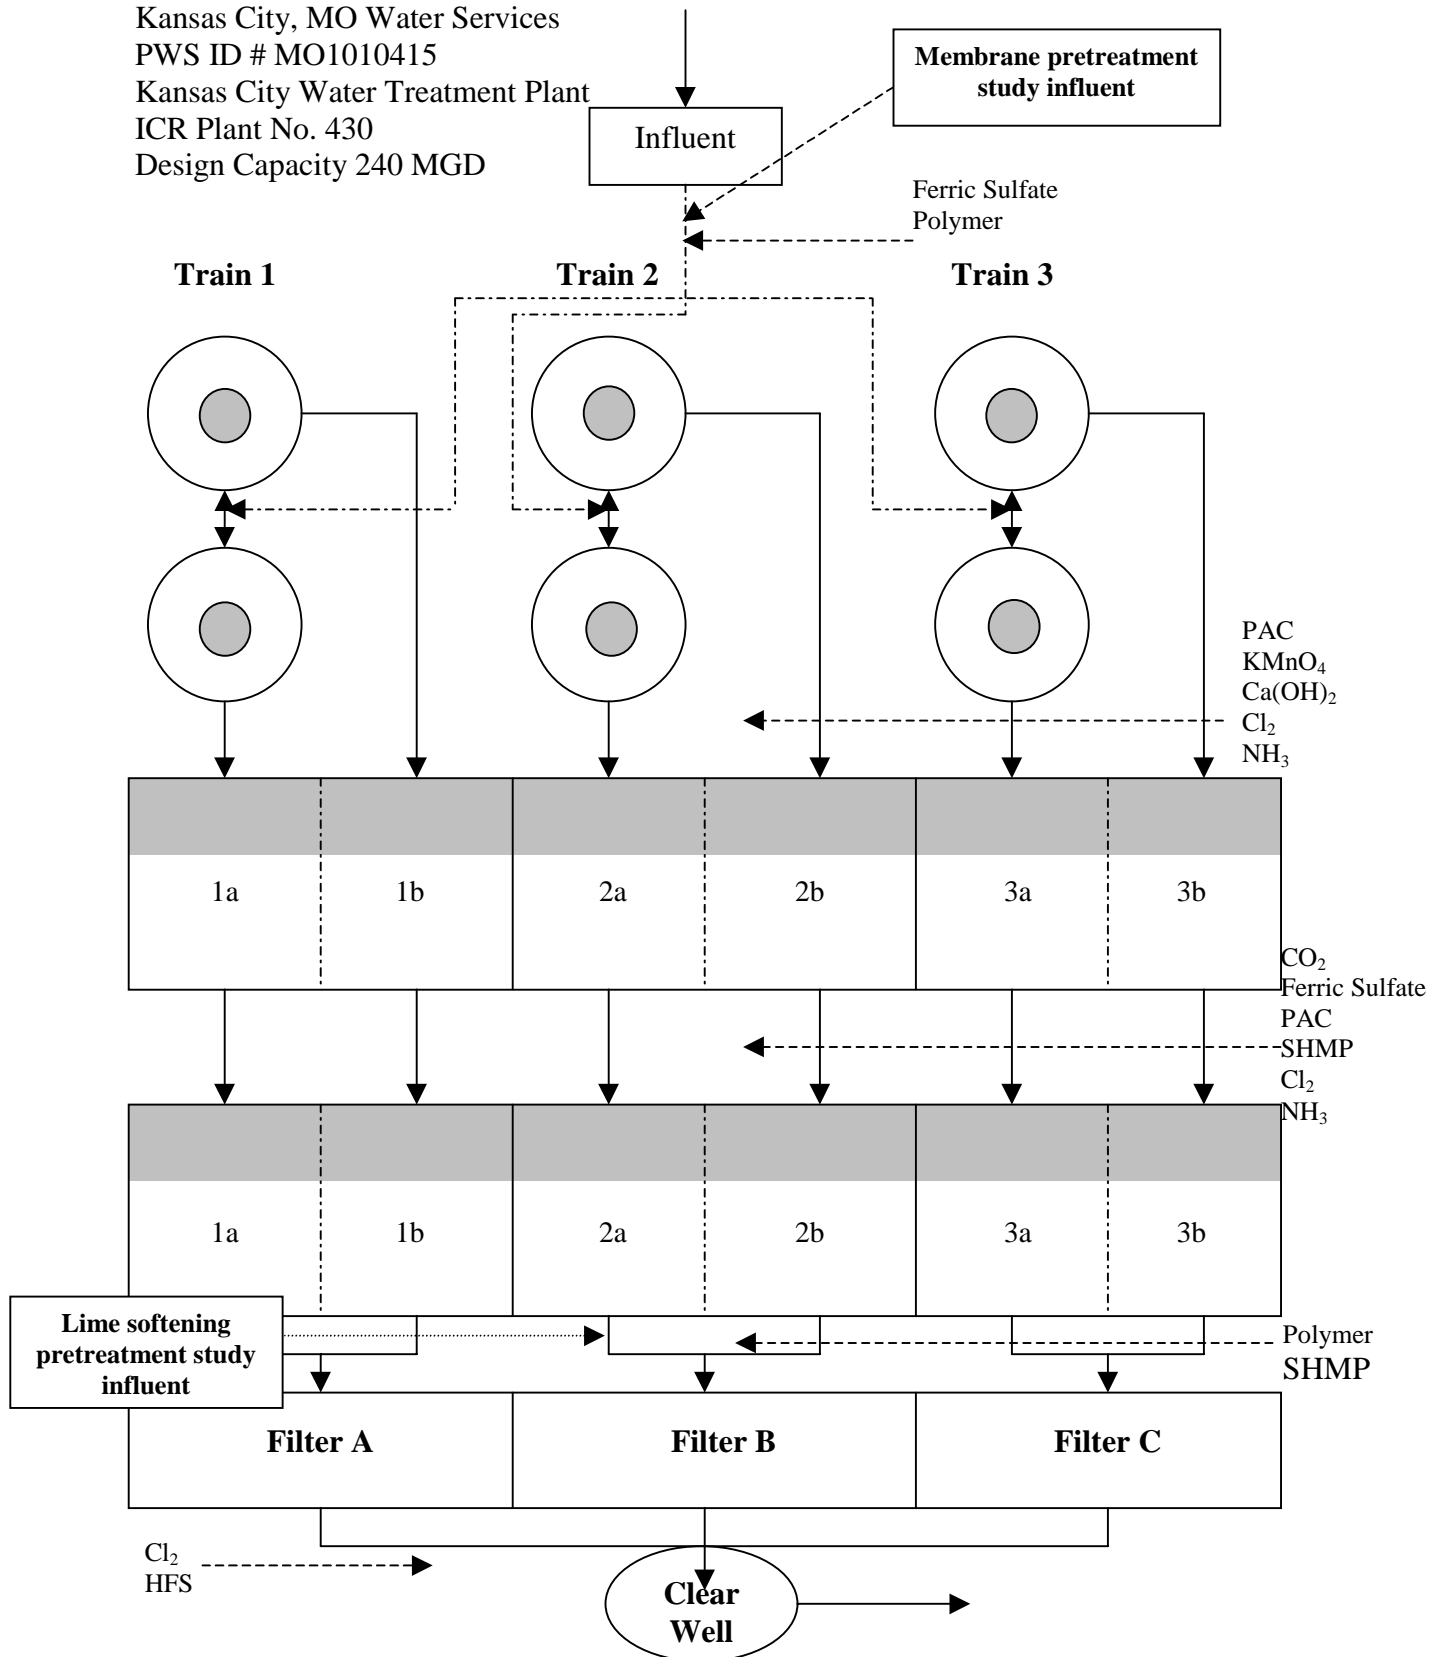 Kansas City, MO Water Services
PWS ID # MO1010415
Kansas City Water Treatment Plant
ICR Plant No. 430
Design Capacity 240 MGD
Influent
Membrane pretreatment
study influent
Ferric Sulfate
Polymer
Train 1
Train 2
Train 3
PAC
KMnO₄
Ca(OH)₂
Cl₂
NH₃
1a
1b
2a
2b
3a
3b
CO₂
Ferric Sulfate
PAC
SHMP
Cl₂
NH₃
1a
1b
2a
2b
3a
3b
Lime softening
pretreatment study
influent
Polymer
SHMP
Filter A
Filter B
Filter C
Cl₂
HFS
Clear
Well